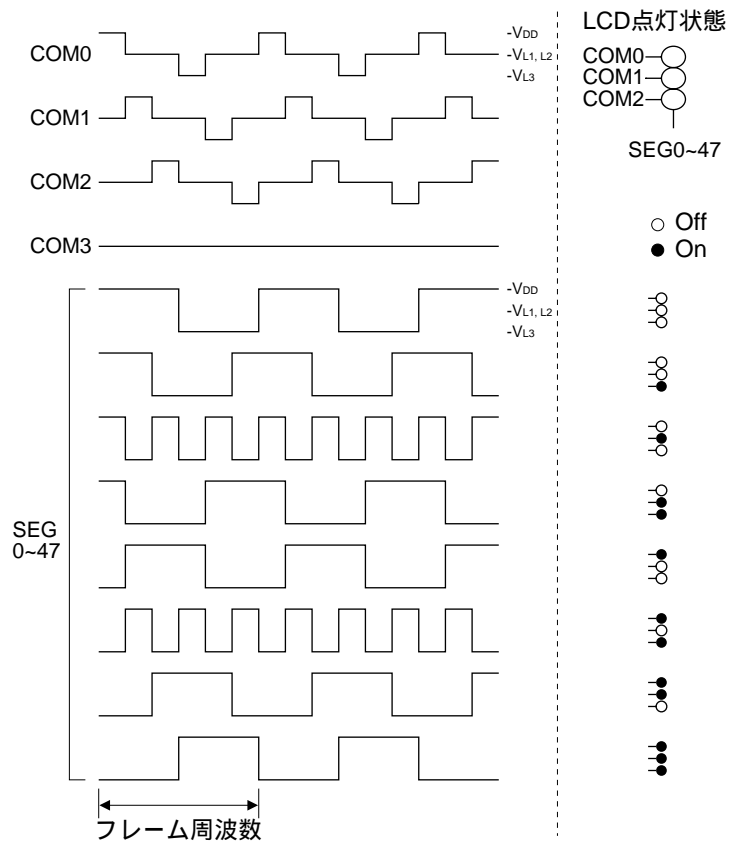 COM0
-VDD
-VL1, L2
-VL3
COM1
COM2
COM3
-VDD
-VL1, L2
-VL3
SEG
0~47
フレーム周波数
LCD点灯状態
COM0
COM1
COM2
SEG0~47
Off
On